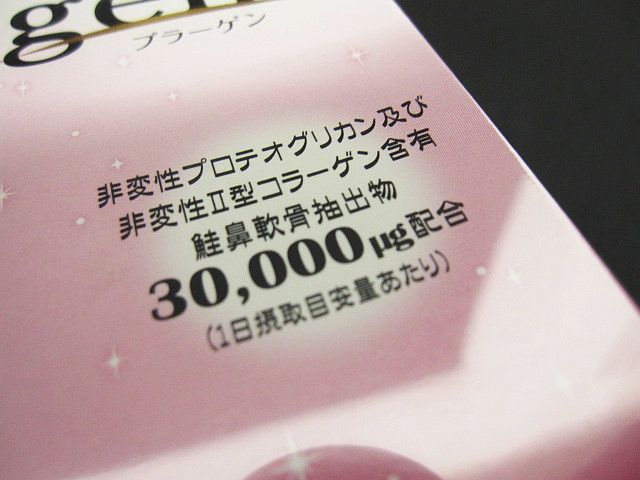 gen
プラーゲン
非変性プロテオグリカン及び
非変性II型コラーゲン含有
鮭鼻軟骨抽出物
30,000μg配合
(1日摂取目安量あたり)